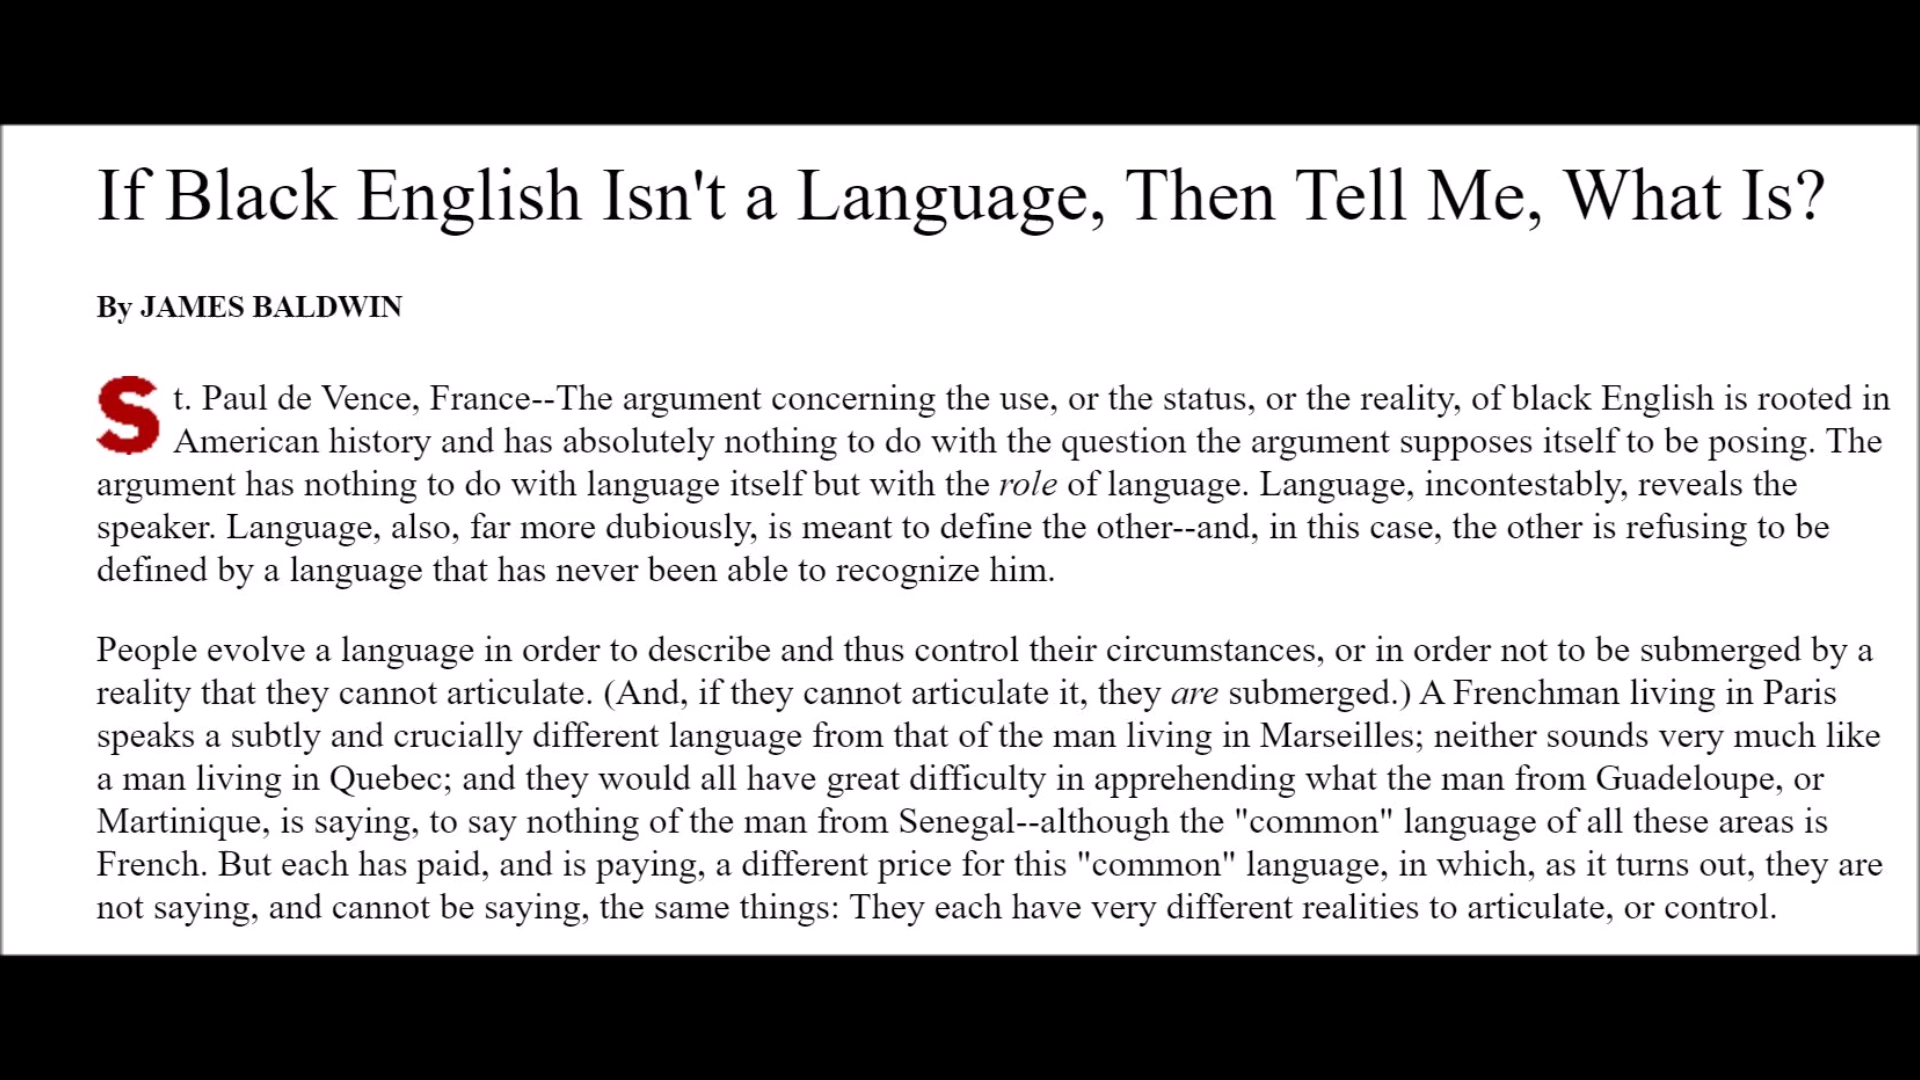 If Black English Isn't a Language, Then Tell Me, What Is?
By JAMES BALDWIN
St. Paul de Vence, France--The argument concerning the use, or the status, or the reality, of black English is rooted in
American history and has absolutely nothing to do with the question the argument supposes itself to be posing. The
argument has nothing to do with language itself but with the role of language. Language, incontestably, reveals the
speaker. Language, also, far more dubiously, is meant to define the other--and, in this case, the other is refusing to be
defined by a language that has never been able to recognize him.
People evolve a language in order to describe and thus control their circumstances, or in order not to be submerged by a
reality that they cannot articulate. (And, if they cannot articulate it, they are submerged.) A Frenchman living in Paris
speaks a subtly and crucially different language from that of the man living in Marseilles; neither sounds very much like
a man living in Quebec; and they would all have great difficulty in apprehending what the man from Guadeloupe, or
Martinique, is saying, to say nothing of the man from Senegal--although the "common" language of all these areas is
French. But each has paid, and is paying, a different price for this "common" language, in which, as it turns out, they are
not saying, and cannot be saying, the same things: They each have very different realities to articulate, or control.